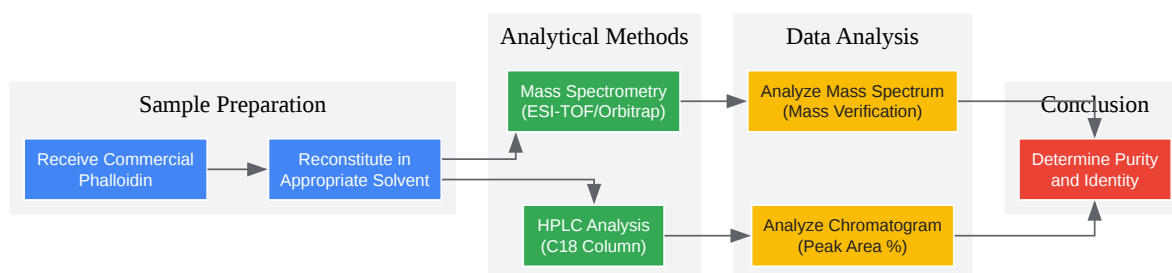 Sample Preparation
Receive Commercial
Phalloidin
Reconstitute in
Appropriate Solvent
Analytical Methods
Mass Spectrometry
(ESI-TOF/Orbitrap)
HPLC Analysis
(C18 Column)
Data Analysis
Analyze Mass Spectrum
(Mass Verification)
Analyze Chromatogram
(Peak Area %)
Conclusion
Determine Purity
and Identity